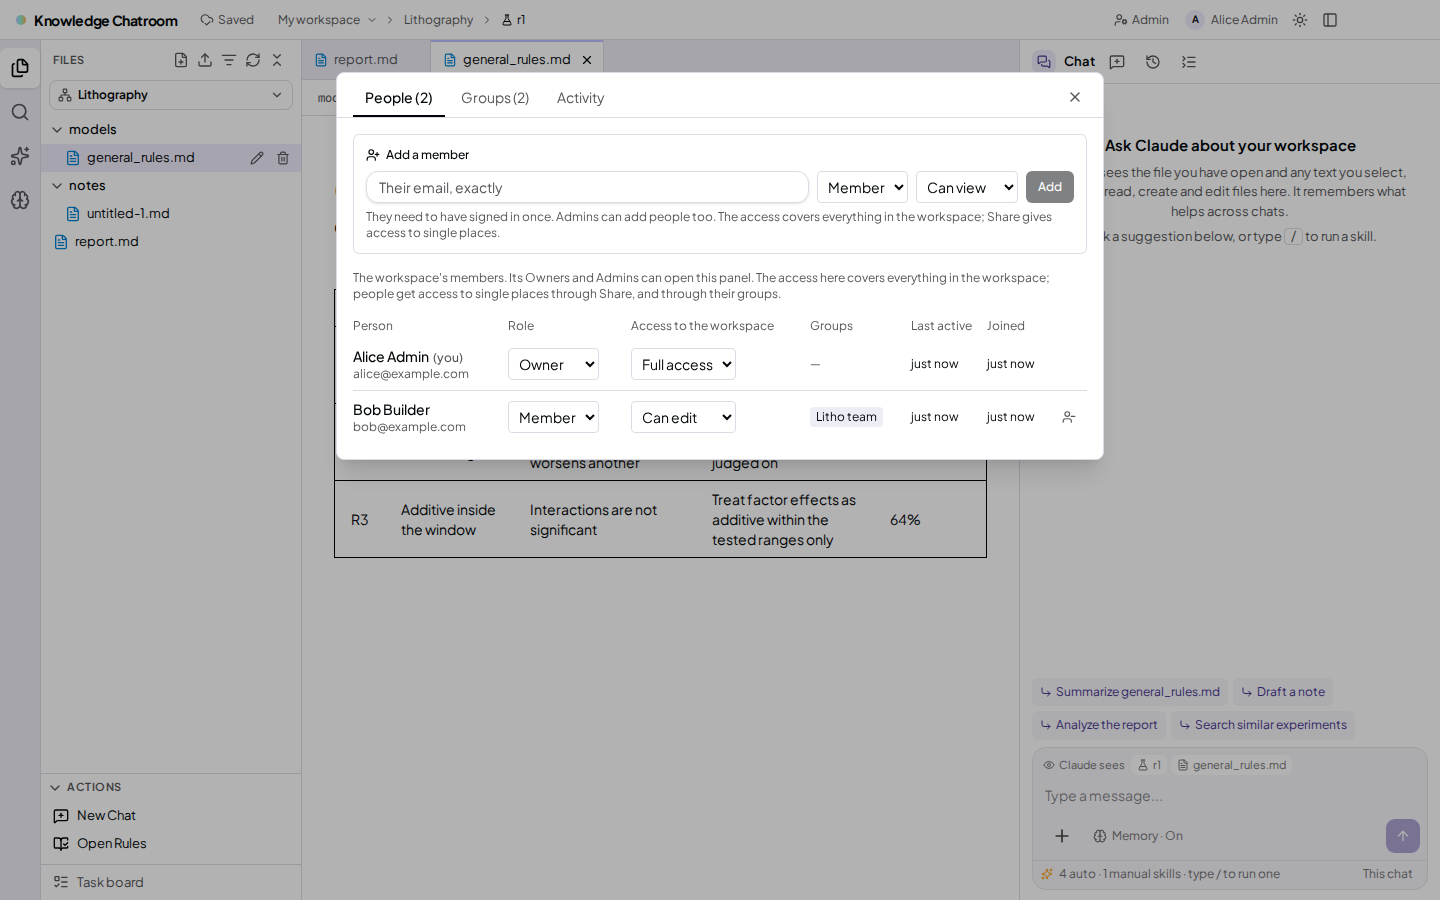 Knowledge Chatroom
Saved
My workspace
Lithography
r1
Admin
A
Alice Admin
FILES
Lithography
models
general_rules.md
notes
untitled-1.md
report.md
ACTIONS
New Chat
Open Rules
Task board
report.md
general_rules.md
People (2)
Groups (2)
Activity
Add a member
Their email, exactly
Member
Can view
Add
They need to have signed in once. Admins can add people too. The access covers everything in the workspace; Share gives
access to single places.
The workspace's members. Its Owners and Admins can open this panel. The access here covers everything in the workspace;
people get access to single places through Share, and through their groups.
Person Role Access to the workspace Groups Last active Joined
Alice Admin (you)
alice@example.com
Owner
Full access
—
just now
just now
Bob Builder
bob@example.com
Member
Can edit
Litho team
just now
just now
worsens another
judged on
R3
Additive inside
the window
Interactions are not
significant
Treat factor effects as
additive within the
tested ranges only
64%
Chat
Ask Claude about your workspace
sees the file you have open and any text you select,
read, create and edit files here. It remembers what
helps across chats.
a suggestion below, or type / to run a skill.
Summarize general_rules.md
Draft a note
Analyze the report
Search similar experiments
Claude sees
r1
general_rules.md
Type a message...
Memory · On
4 auto · 1 manual skills · type / to run one
This chat